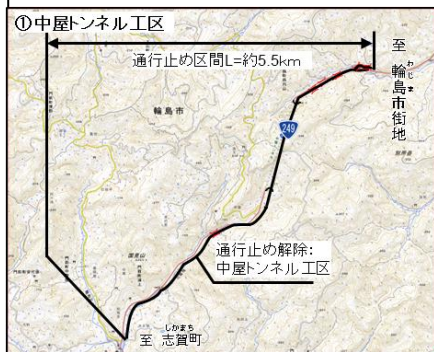 ①中屋トンネル工区
通行止め区間L=約5.5km
至 輪島市街地
わじま
輪島市
249
通行止め解除：
中屋トンネル工区
しかまち
至 志賀町